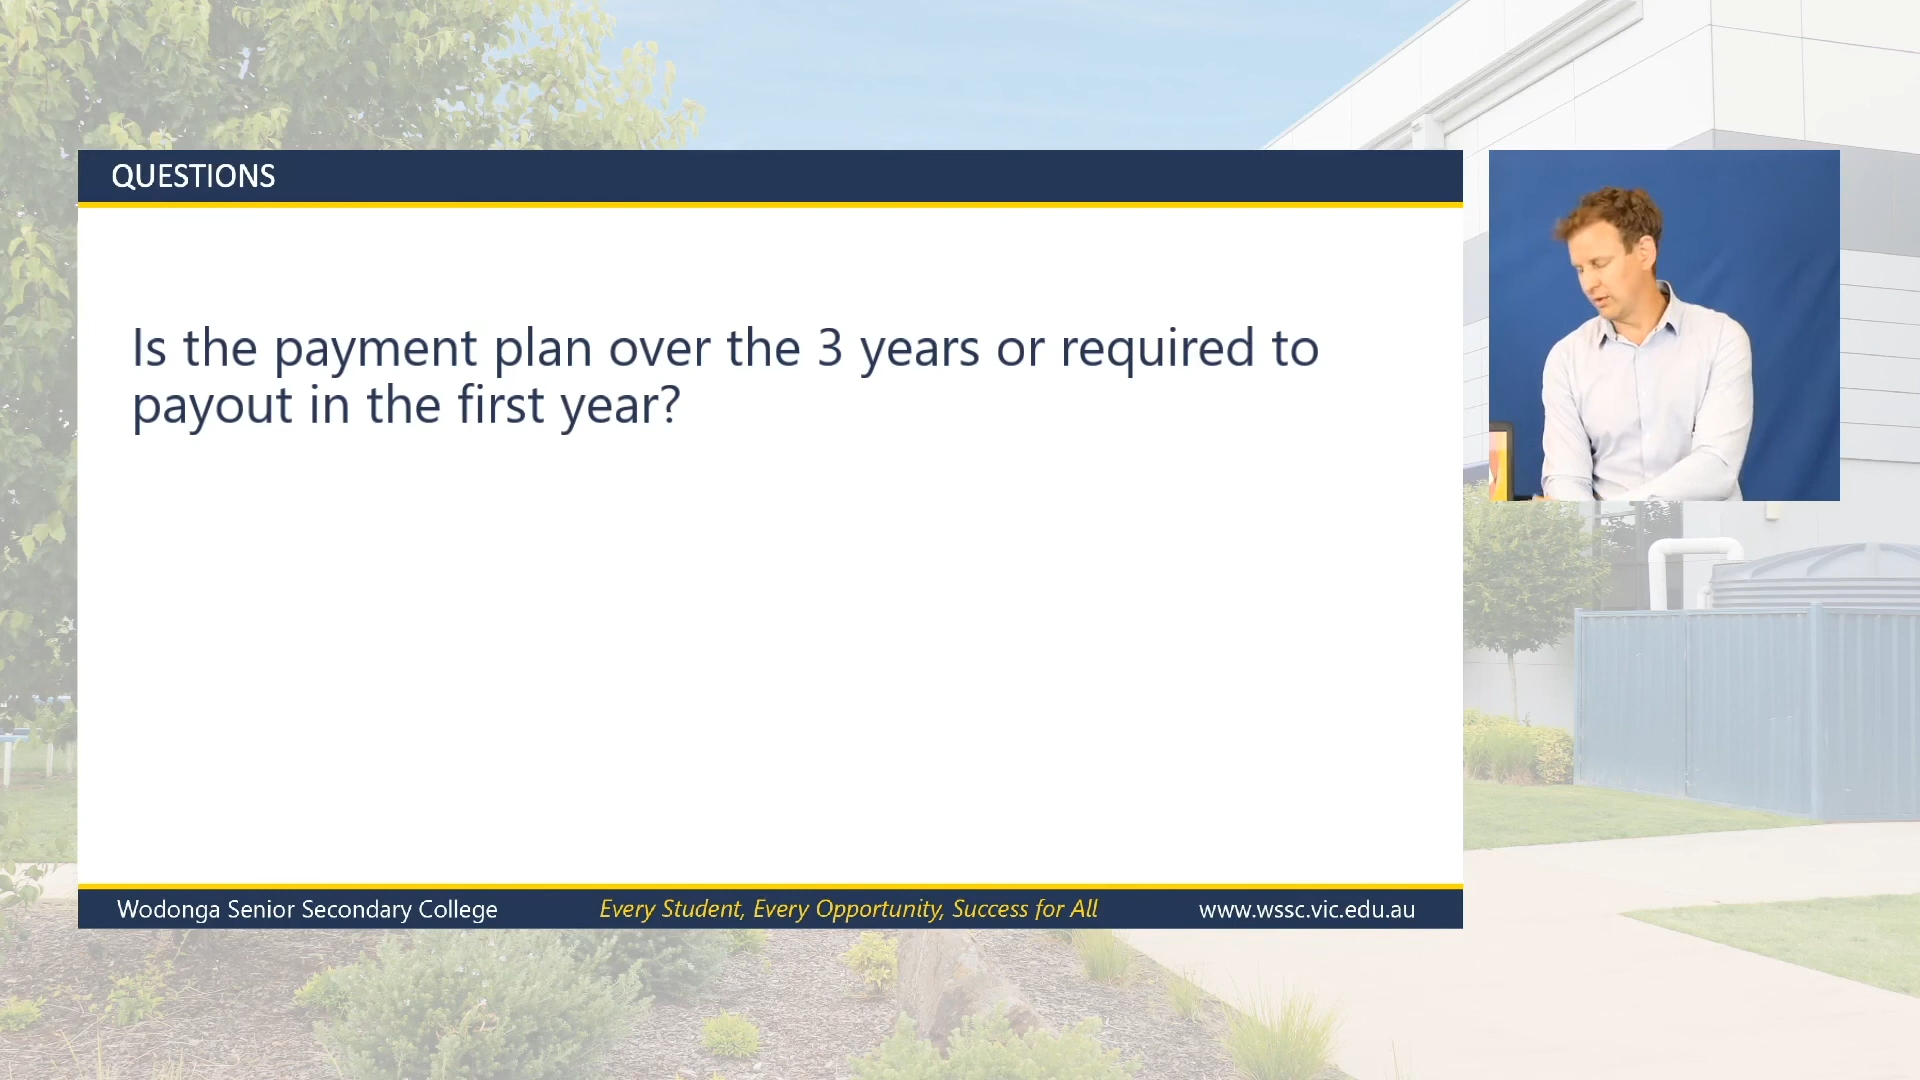 QUESTIONS
Is the payment plan over the 3 years or required to
payout in the first year?
Wodonga Senior Secondary College
Every Student, Every Opportunity, Success for All
www.wssc.vic.edu.au